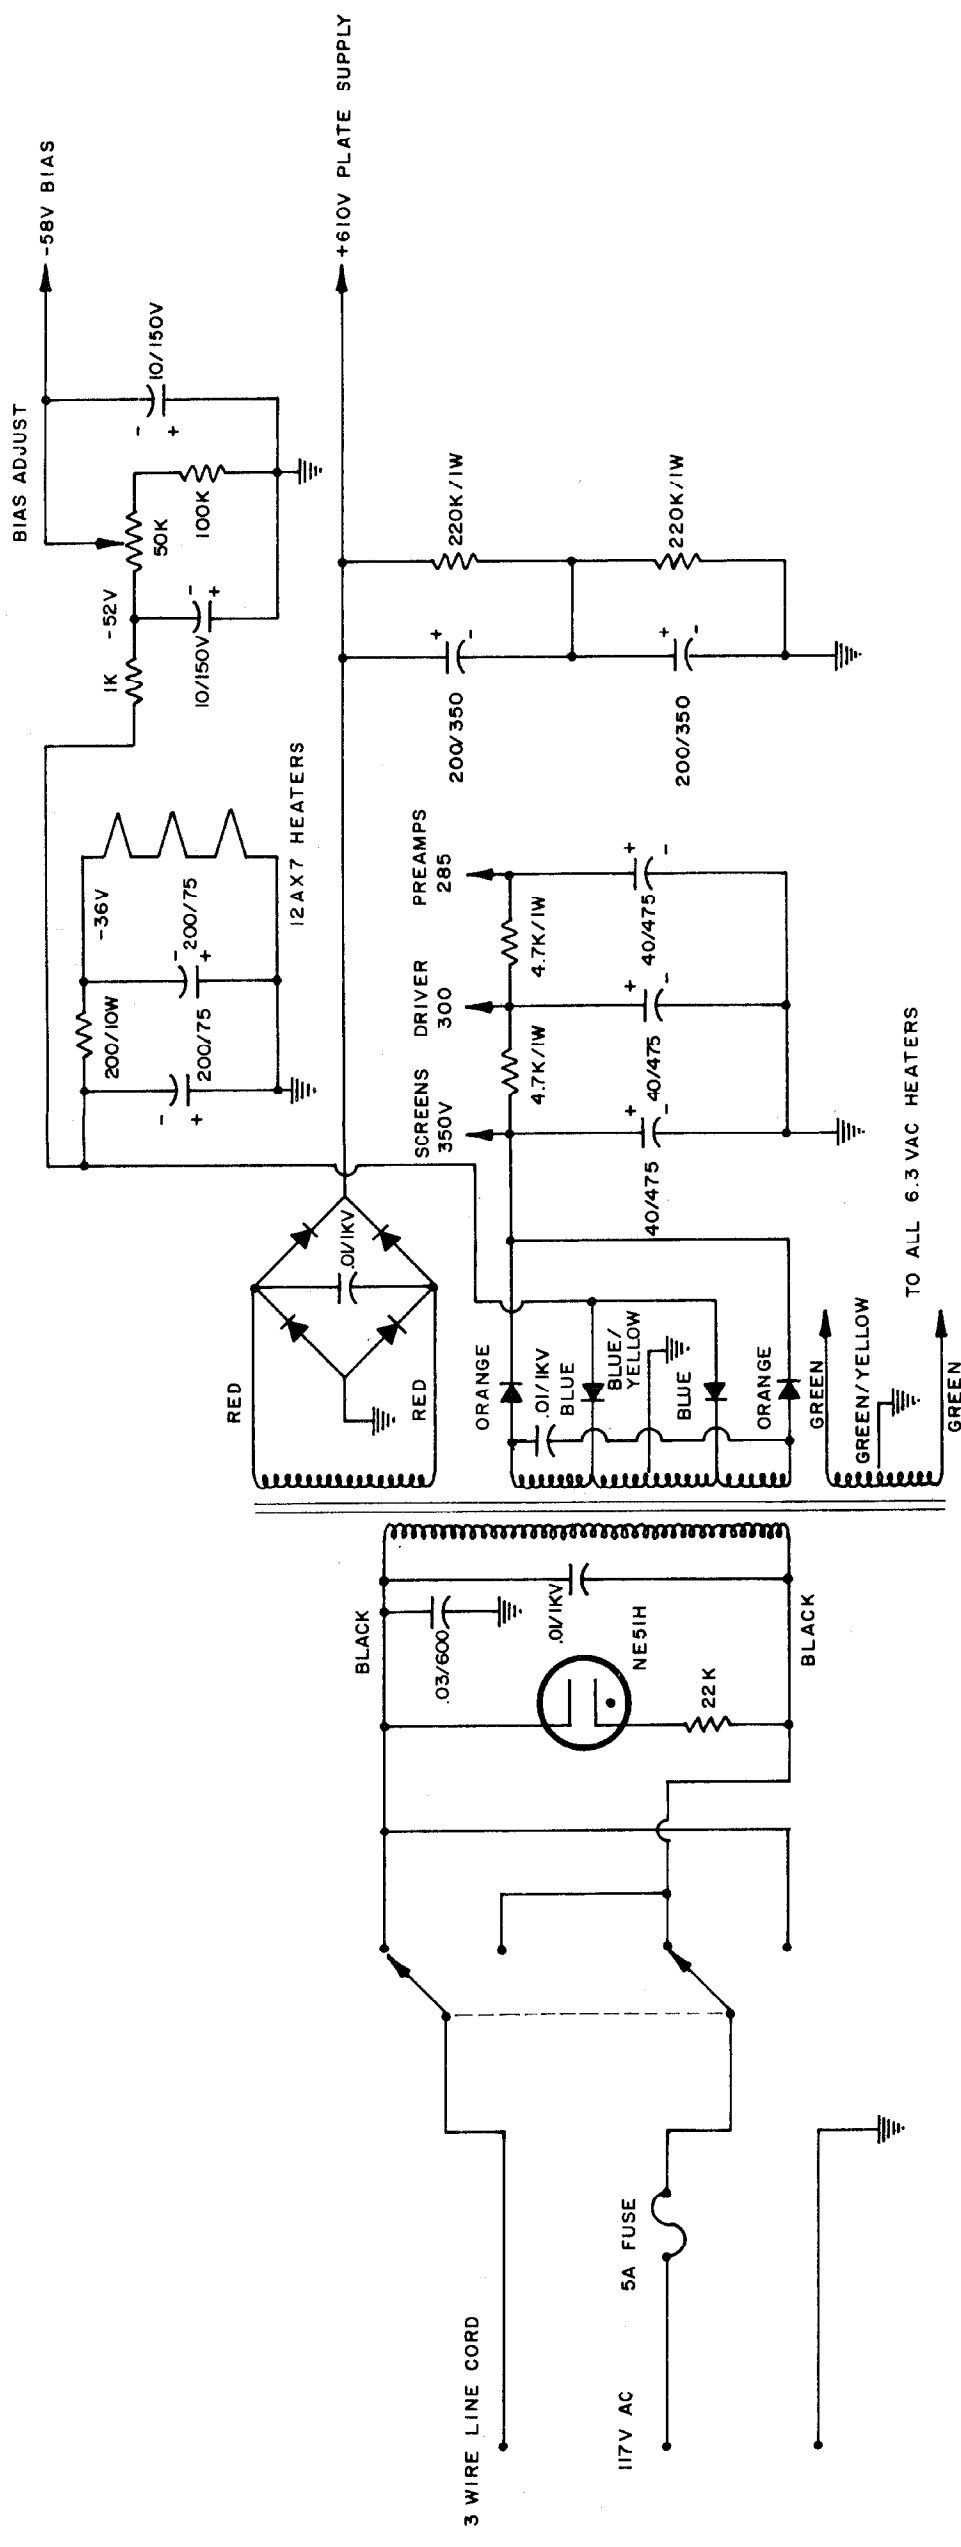 3 WIRE LINE CORD
117V AC
5A FUSE
BLACK
.03/600
.01/1KV
NE51H
22K
BLACK
RED
.01/1KV
RED
ORANGE
.01/1KV
BLUE
BLUE/
YELLOW
BLUE
ORANGE
GREEN
GREEN/YELLOW
GREEN
TO ALL 6.3 VAC HEATERS
SCREENS
350V
DRIVER
300
PREAMPS
285
4.7K/1W
4.7K/1W
40/475
40/475
40/475
200/10W
-36V
200/75
200/75
12AX7 HEATERS
1K
-52V
10/150V
50K
100K
BIAS ADJUST
10/150V
-58V BIAS
+610V PLATE SUPPLY
200/350
220K/1W
200/350
220K/1W